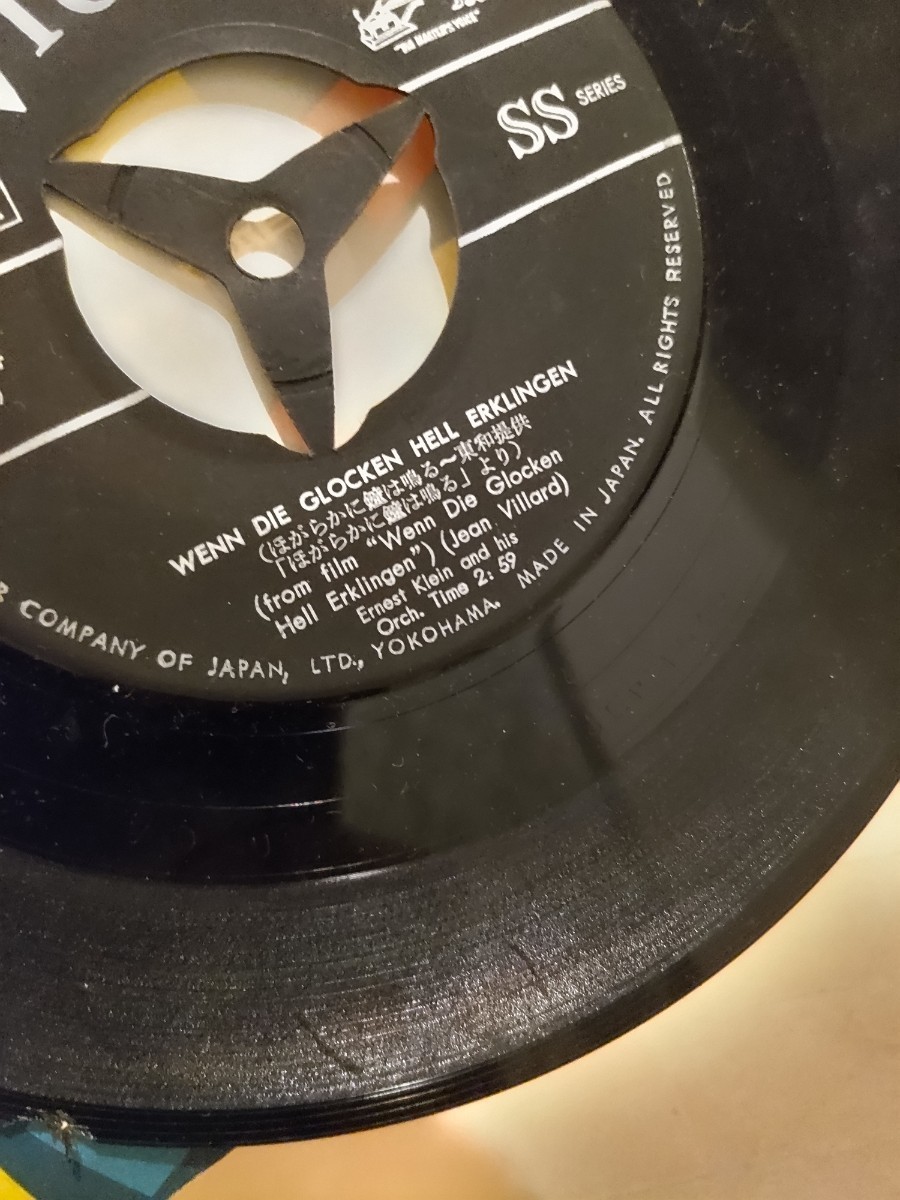 "HIS MASTER'S VOICE"
SS SERIES
WENN DIE GLOCKEN HELL ERKLINGEN
(ほがらかに鐘は鳴る〜東和提供
「ほがらかに鐘は鳴る」より)
(from film "Wenn Die Glocken
Hell Erklingen") (Jean Villard)
Ernest Klein and his
Orch. Time 2: 59
COMPANY OF JAPAN, LTD., YOKOHAMA. MADE IN JAPAN. ALL RIGHTS RESERVED